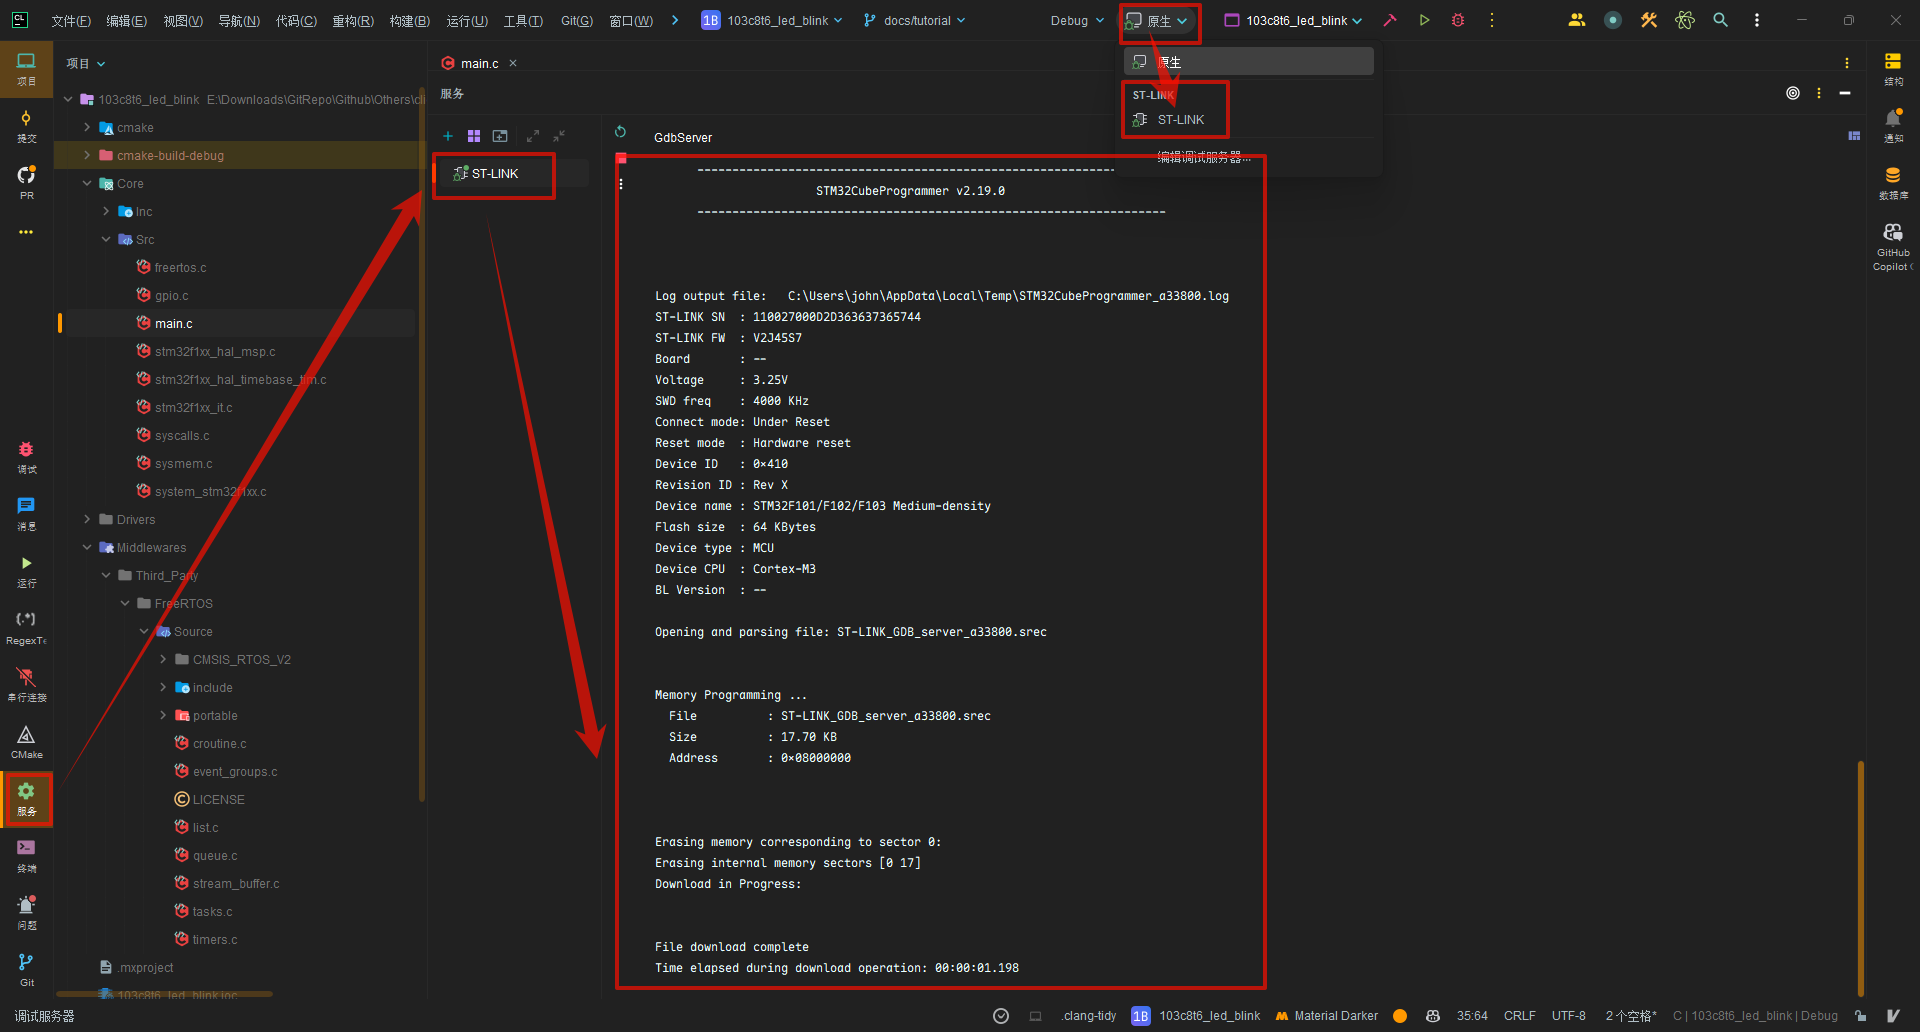 CL 文件(F) 编辑(E) 视图(V) 导航(N) 代码(C) 重构(R) 构建(B) 运行(U) 工具(T) Git(G) 窗口(W) 1B 103c8t6_led_blink docs/tutorial Debug 原生 103c8t6_led_blink
原生
ST-LINK
ST-LINK
编辑调试服务器...
项目
提交
PR
调试
消息
运行
RegexTe
串行连接
CMake
服务
终端
问题
Git
项目
103c8t6_led_blink E:\Downloads\GitRepo\Github\Others\cli
cmake
cmake-build-debug
Core
Inc
Src
freertos.c
gpio.c
main.c
stm32f1xx_hal_msp.c
stm32f1xx_hal_timebase_tim.c
stm32f1xx_it.c
syscalls.c
sysmem.c
system_stm32f1xx.c
Drivers
Middlewares
Third_Party
FreeRTOS
Source
CMSIS_RTOS_V2
include
portable
croutine.c
event_groups.c
LICENSE
list.c
queue.c
stream_buffer.c
tasks.c
timers.c
.mxproject
103c8t6_led_blink.ioc
main.c
服务
ST-LINK
GdbServer
-------------------------------------------------------------------
STM32CubeProgrammer v2.19.0
-------------------------------------------------------------------
Log output file:   C:\Users\john\AppData\Local\Temp\STM32CubeProgrammer_a33800.log
ST-LINK SN  : 110027000D2D363637365744
ST-LINK FW  : V2J45S7
Board       : --
Voltage     : 3.25V
SWD freq    : 4000 KHz
Connect mode: Under Reset
Reset mode  : Hardware reset
Device ID   : 0x410
Revision ID : Rev X
Device name : STM32F101/F102/F103 Medium-density
Flash size  : 64 KBytes
Device type : MCU
Device CPU  : Cortex-M3
BL Version  : --
Opening and parsing file: ST-LINK_GDB_server_a33800.srec
Memory Programming ...
File          : ST-LINK_GDB_server_a33800.srec
Size          : 17.70 KB
Address       : 0x08000000
Erasing memory corresponding to sector 0:
Erasing internal memory sectors [0 17]
Download in Progress:
File download complete
Time elapsed during download operation: 00:00:01.198
结构
通知
数据库
GitHub
Copilot
调试服务器
.clang-tidy 1B 103c8t6_led_blink Material Darker 35:64 CRLF UTF-8 2 个空格* C | 103c8t6_led_blink | Debug